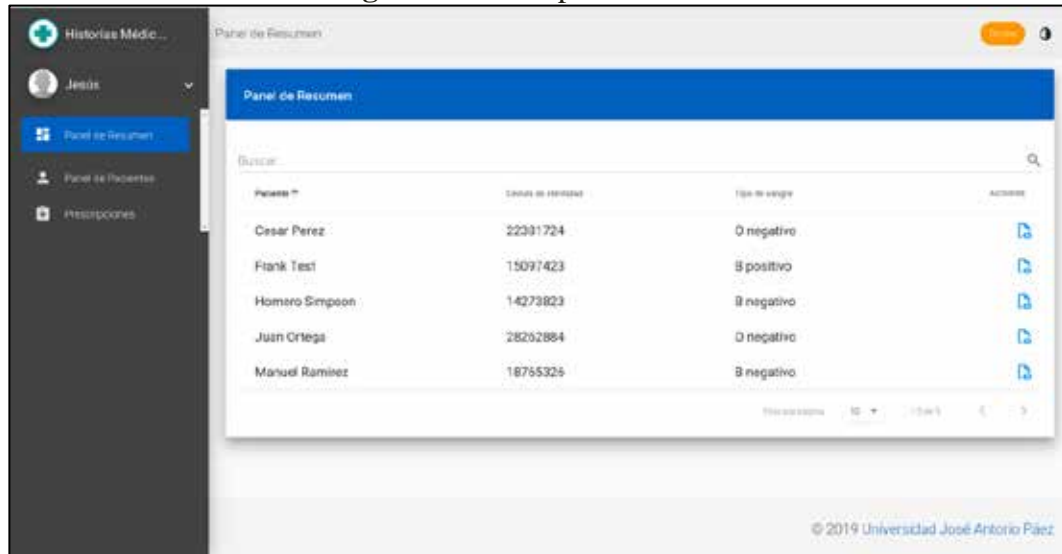 Historias Médic...
Panel de Resumen
Jesús
Panel de Resumen
Panel de Resumen
Panel de Pacientes
Prescripciones
Buscar...
Paciente Cédula de Identidad Tipo de sangre Acciones
Cesar Perez 22301724 O negativo
Frank Test 15097423 B positivo
Homero Simpson 14273823 B negativo
Juan Ortega 28262884 O negativo
Manuel Ramirez 18765326 B negativo
10
© 2019 Universidad José Antonio Páez